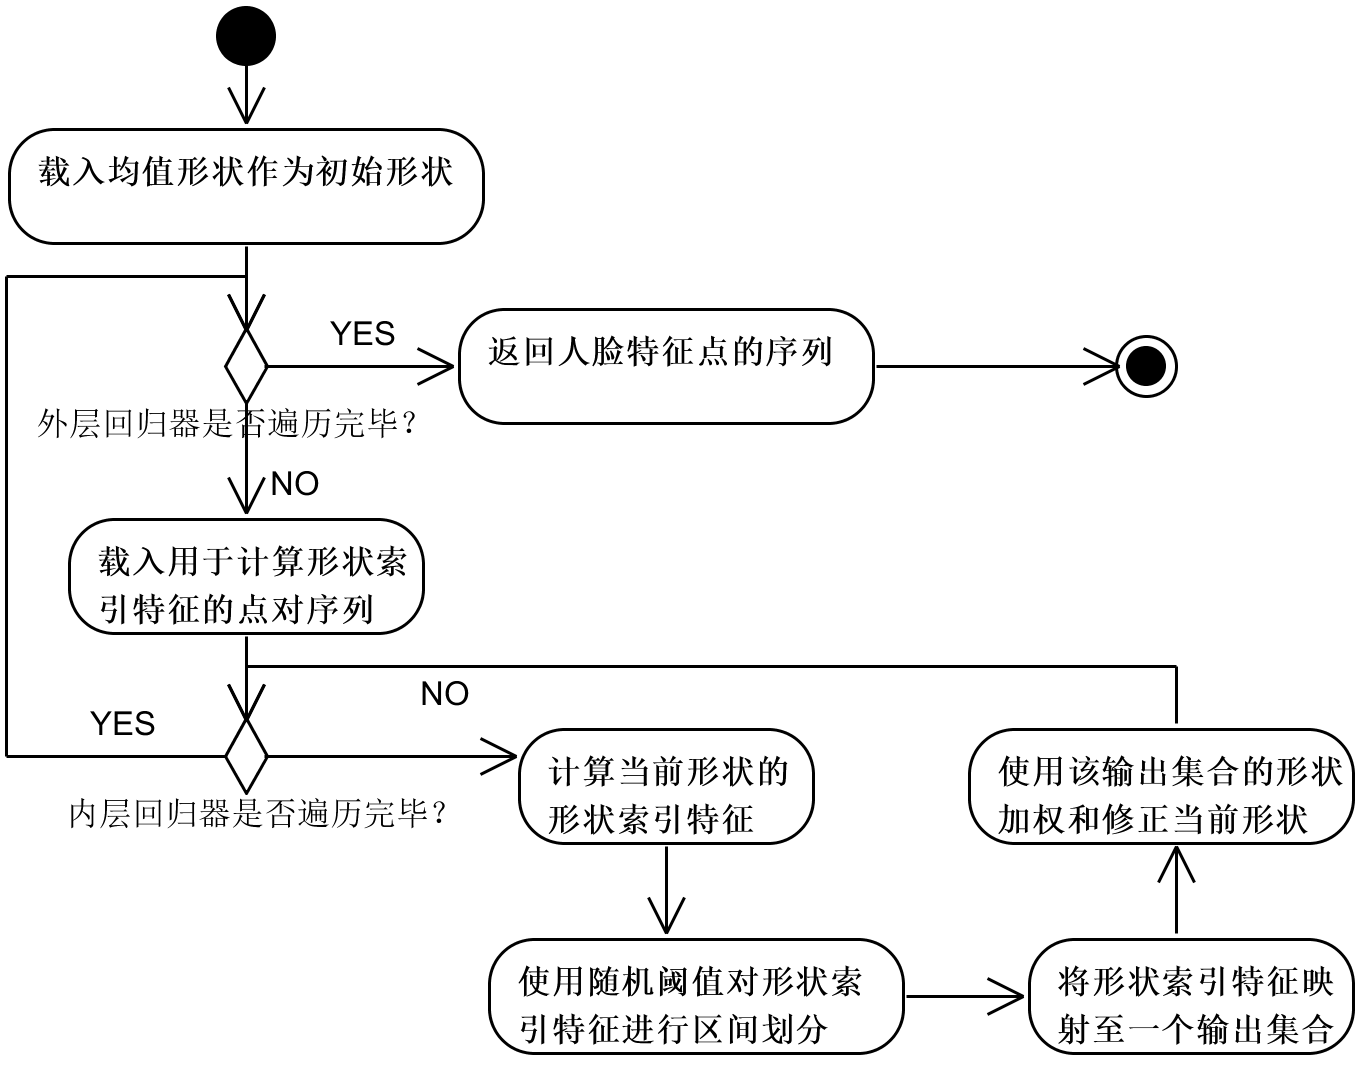 载入均值形状作为初始形状
YES
返回人脸特征点的序列
外层回归器是否遍历完毕？
NO
载入用于计算形状索
引特征的点对序列
NO
YES
计算当前形状的
形状索引特征
使用该输出集合的形状
加权和修正当前形状
内层回归器是否遍历完毕？
使用随机阈值对形状索
引特征进行区间划分
将形状索引特征映
射至一个输出集合